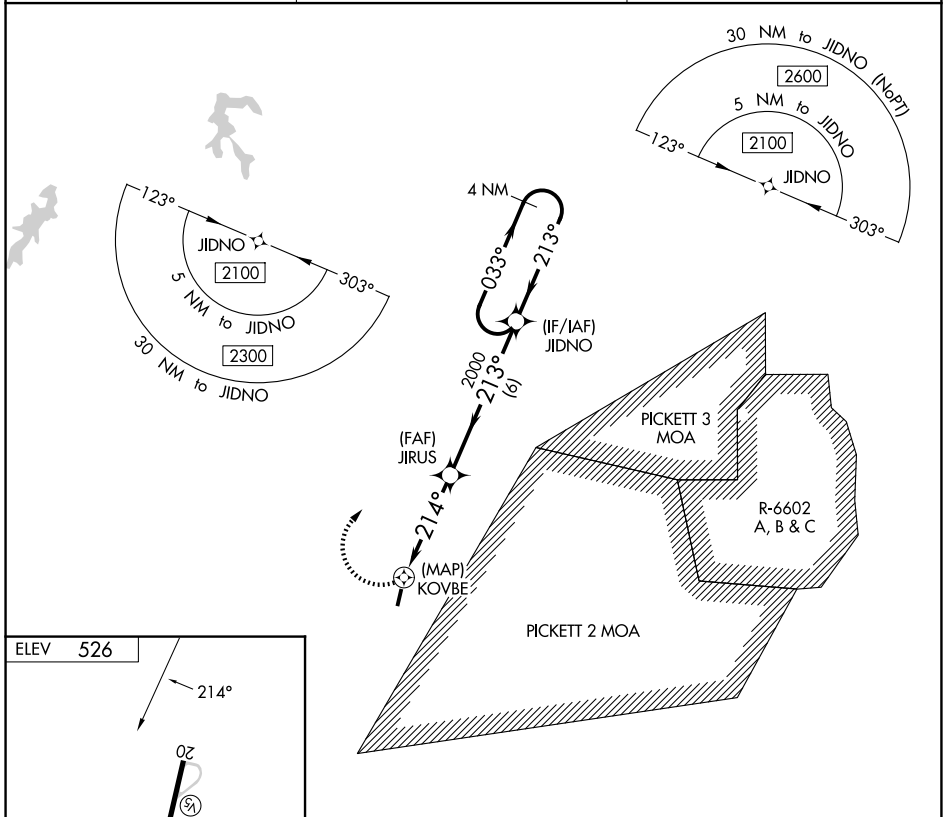 30 NM to JIDNO (NoPT)
2600
5 NM to JIDNO
2100
123°
JIDNO
303°
123°
JIDNO
303°
2100
5 NM to JIDNO
2300
30 NM to JIDNO
4 NM
033°
213°
(IF/IAF)
JIDNO
2000
213°
(6)
(FAF)
JIRUS
214°
(MAP)
KOVBE
PICKETT 3
MOA
R-6602
A, B & C
PICKETT 2 MOA
ELEV 526
214°
20
V5